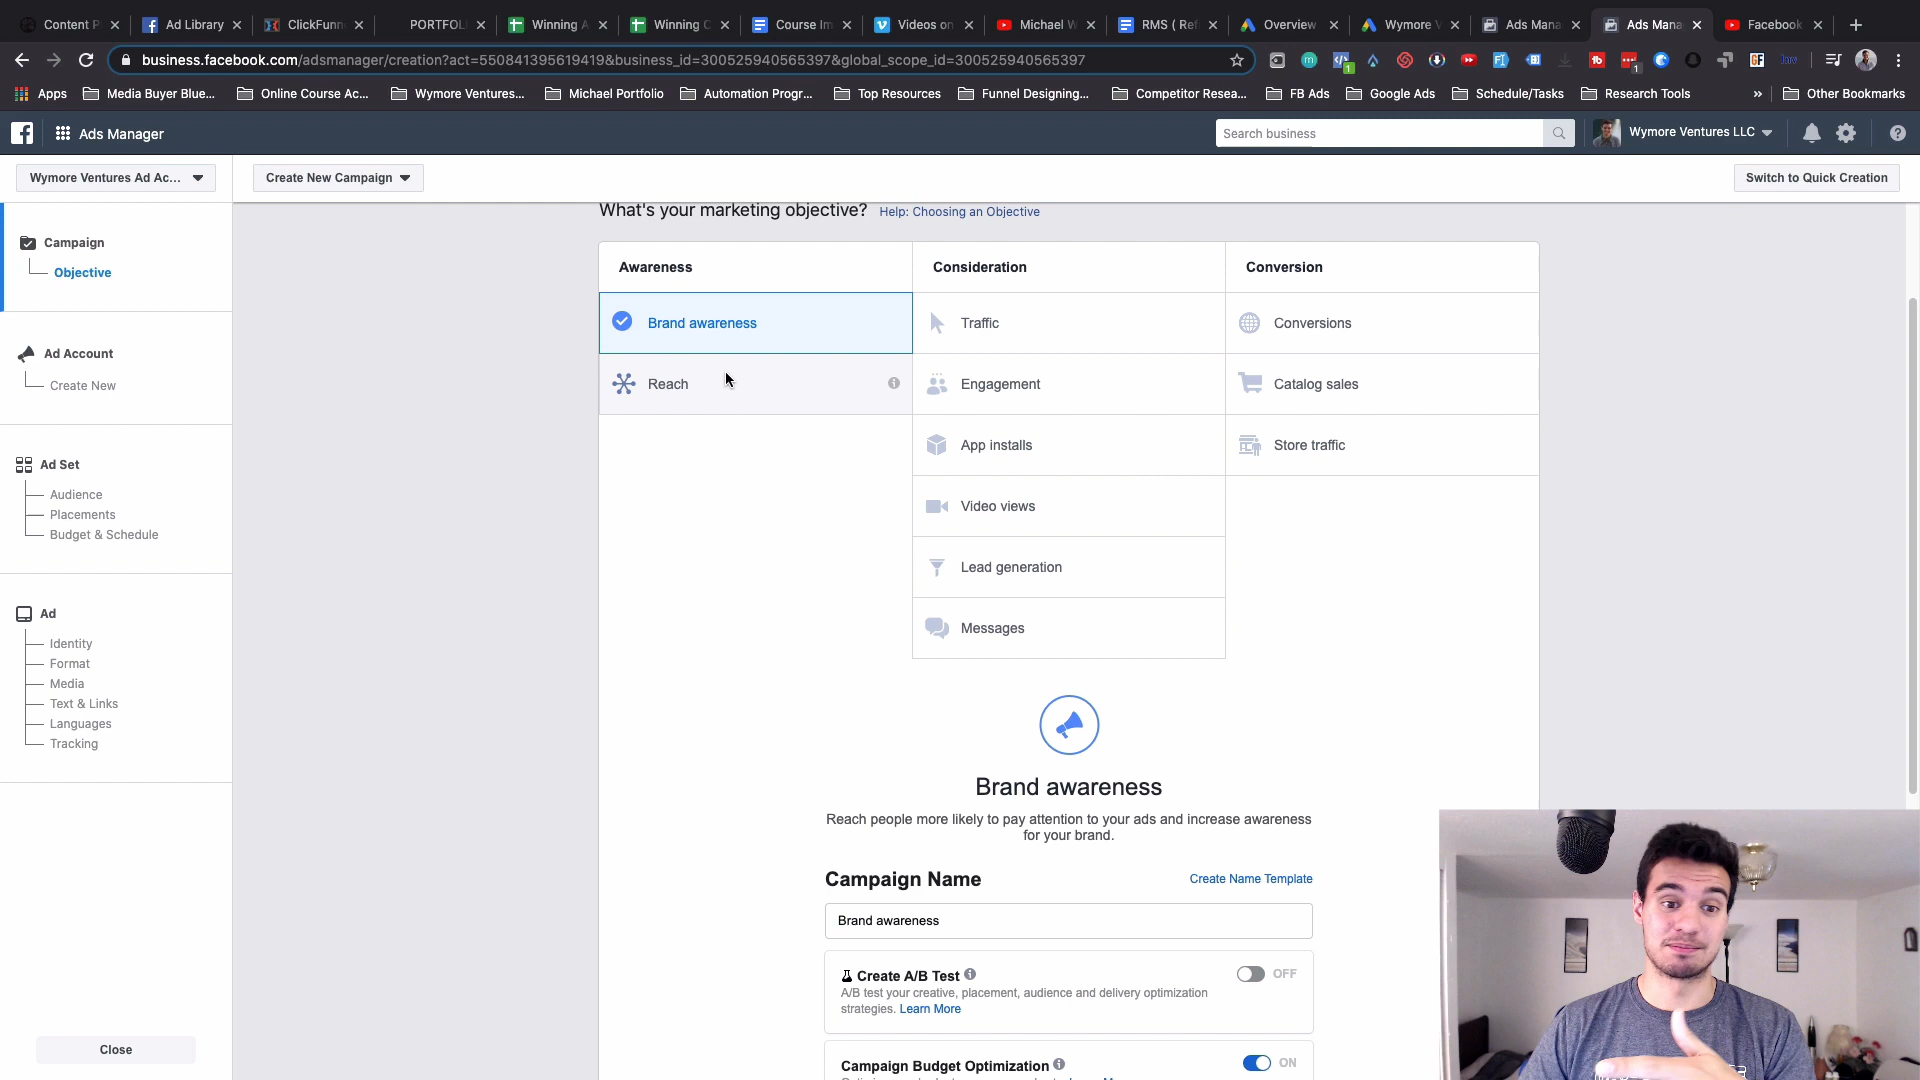 Content P
Ad Library
ClickFunn
PORTFOL
Winning A
Winning C
Course Im
Videos on
Michael W
RMS ( Ref
Overview
Wymore V
Ads Mana
Ads Mana
Facebook
business.facebook.com/adsmanager/creation?act=550841395619419&business_id=300525940565397&global_scope_id=300525940565397
Apps
Media Buyer Blue...
Online Course Ac...
Wymore Ventures...
Michael Portfolio
Automation Progr...
Top Resources
Funnel Designing...
Competitor Resea...
FB Ads
Google Ads
Schedule/Tasks
Research Tools
»
Other Bookmarks
Ads Manager
Search business
Wymore Ventures LLC
Wymore Ventures Ad Ac...
Create New Campaign
Switch to Quick Creation
What's your marketing objective?
Help: Choosing an Objective
Campaign
Objective
Ad Account
Create New
Ad Set
Audience
Placements
Budget & Schedule
Ad
Identity
Format
Media
Text & Links
Languages
Tracking
Close
Awareness
Consideration
Conversion
Brand awareness
Traffic
Conversions
Reach
Engagement
Catalog sales
App installs
Store traffic
Video views
Lead generation
Messages
Brand awareness
Reach people more likely to pay attention to your ads and increase awareness
for your brand.
Campaign Name
Create Name Template
Brand awareness
Create A/B Test
OFF
A/B test your creative, placement, audience and delivery optimization
strategies. Learn More
Campaign Budget Optimization
ON